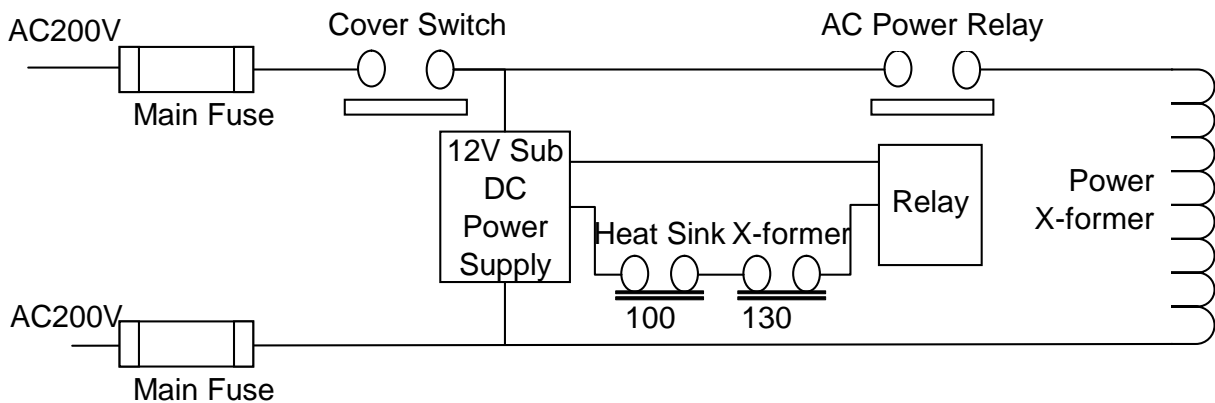 AC200V
Cover Switch
AC Power Relay
Main Fuse
12V Sub
DC
Power
Supply
Relay
Power
X-former
Heat Sink X-former
100
130
AC200V
Main Fuse